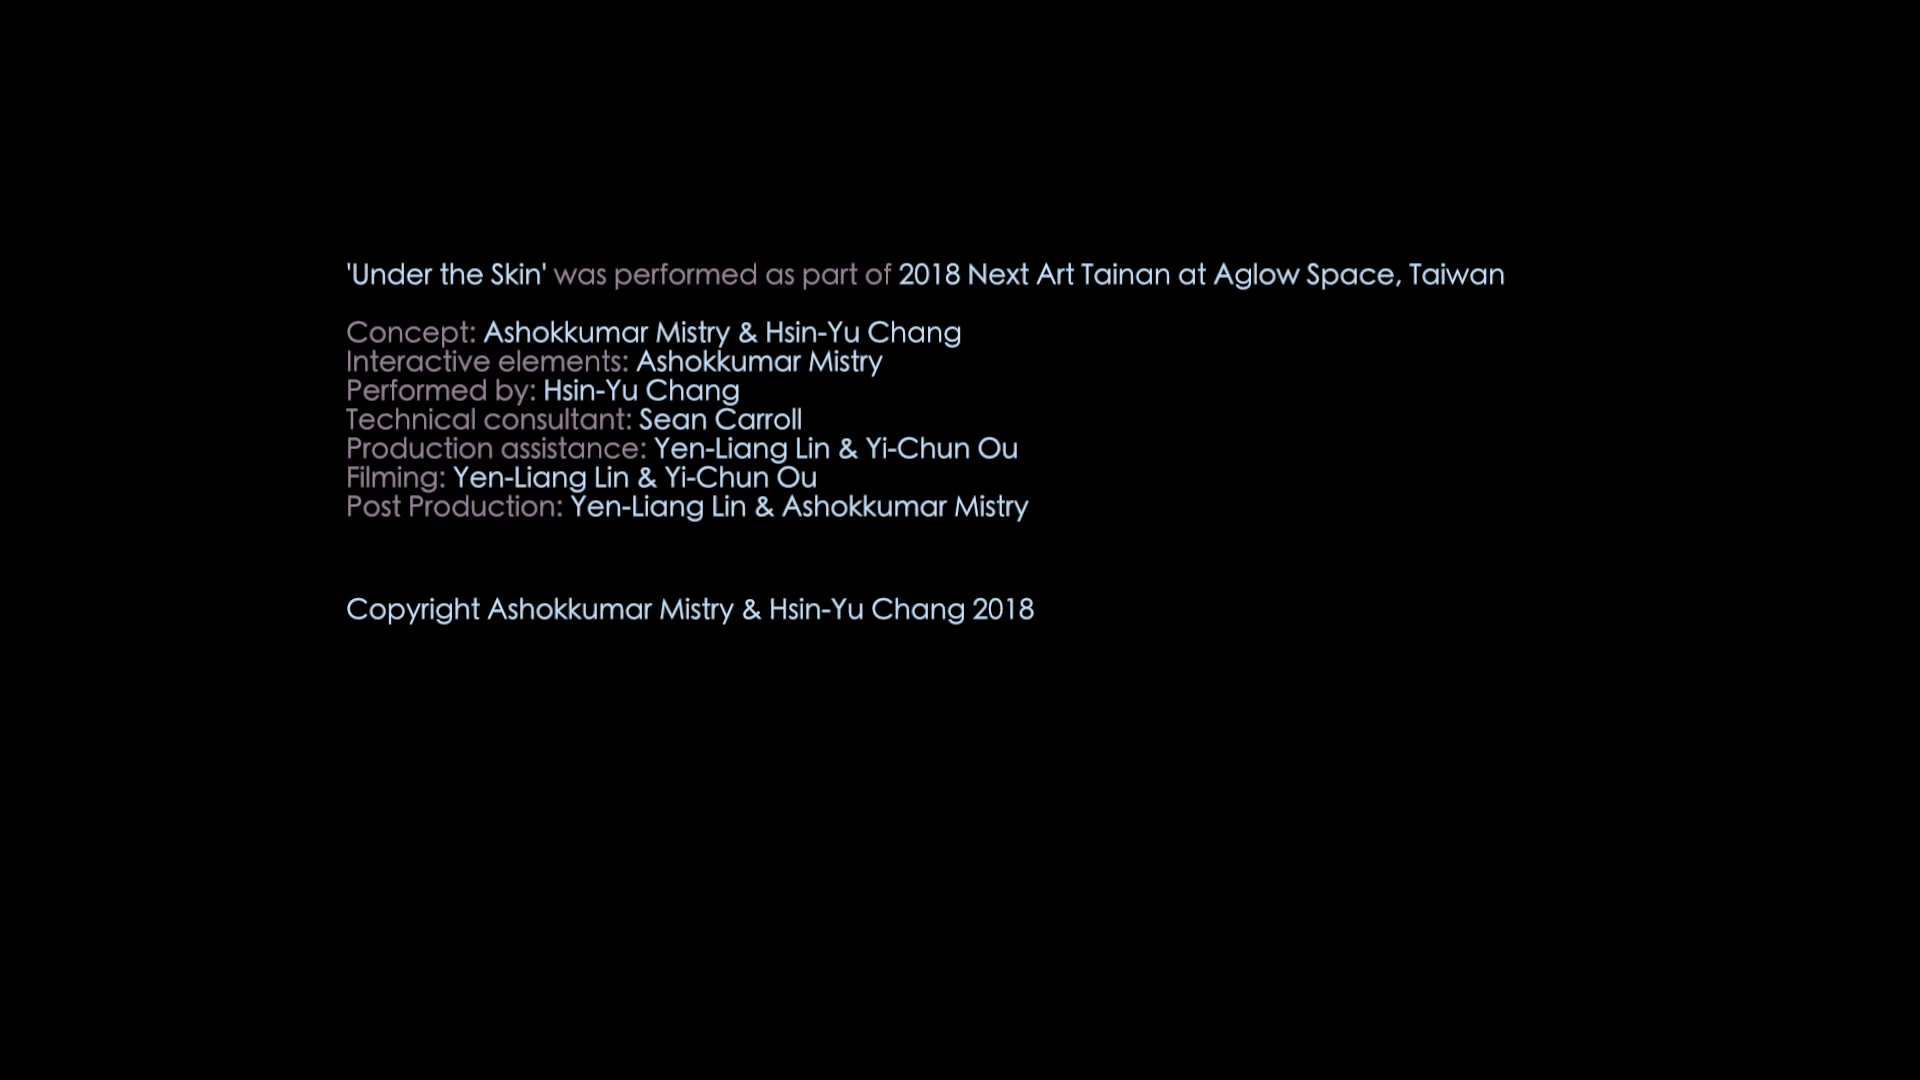 'Under the Skin' was performed as part of 2018 Next Art Tainan at Aglow Space, Taiwan
Concept: Ashokkumar Mistry & Hsin-Yu Chang
Interactive elements: Ashokkumar Mistry
Performed by: Hsin-Yu Chang
Technical consultant: Sean Carroll
Production assistance: Yen-Liang Lin & Yi-Chun Ou
Filming: Yen-Liang Lin & Yi-Chun Ou
Post Production: Yen-Liang Lin & Ashokkumar Mistry
Copyright Ashokkumar Mistry & Hsin-Yu Chang 2018